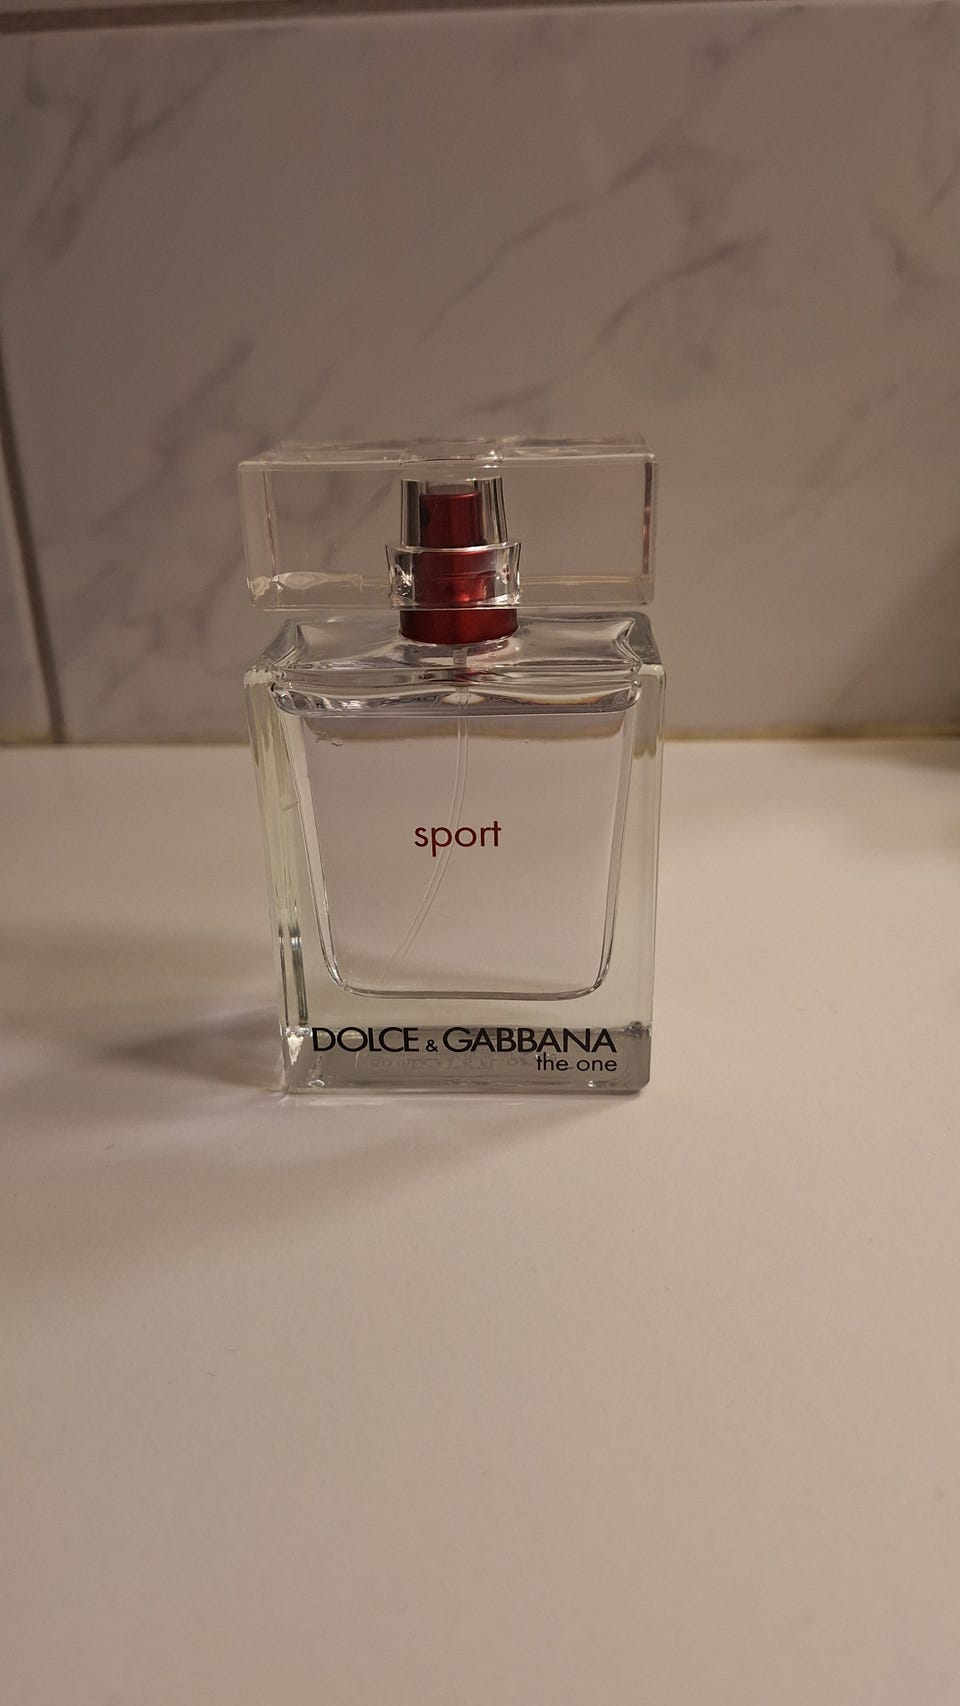 sport
DOLCE & GABBANA
the one